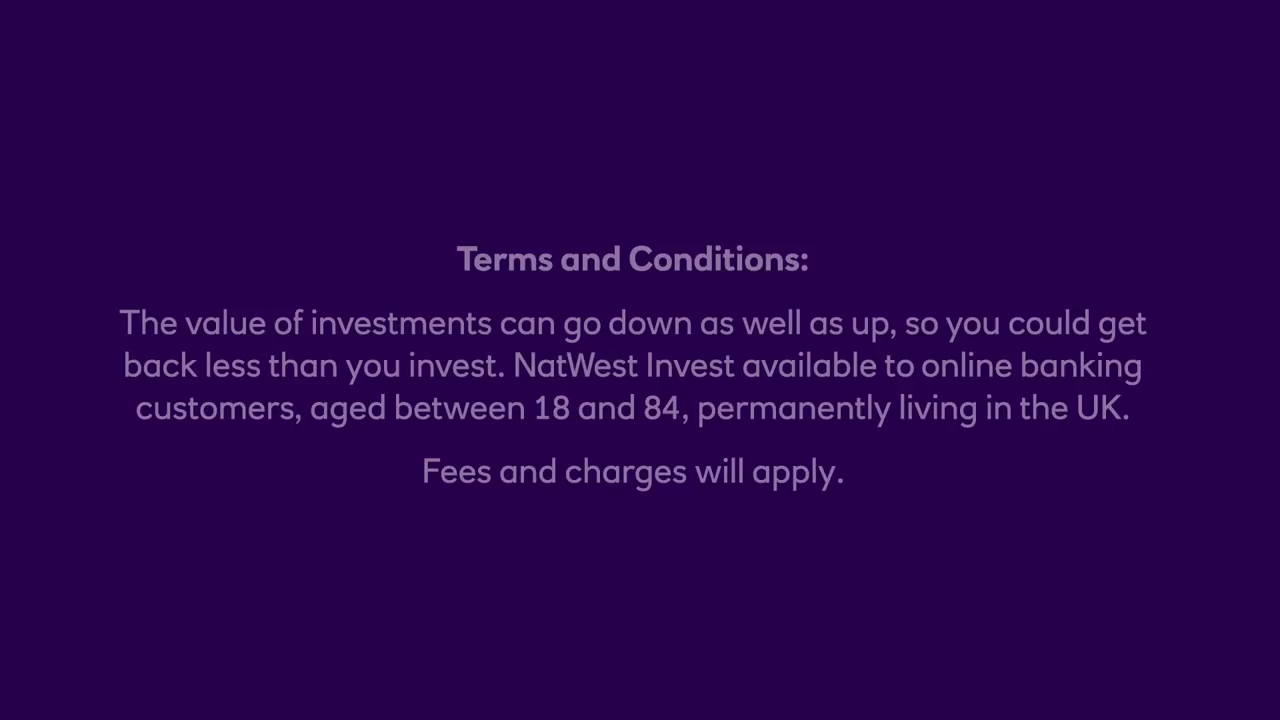 Terms and Conditions:
The value of investments can go down as well as up, so you could get
back less than you invest. NatWest Invest available to online banking
customers, aged between 18 and 84, permanently living in the UK.
Fees and charges will apply.